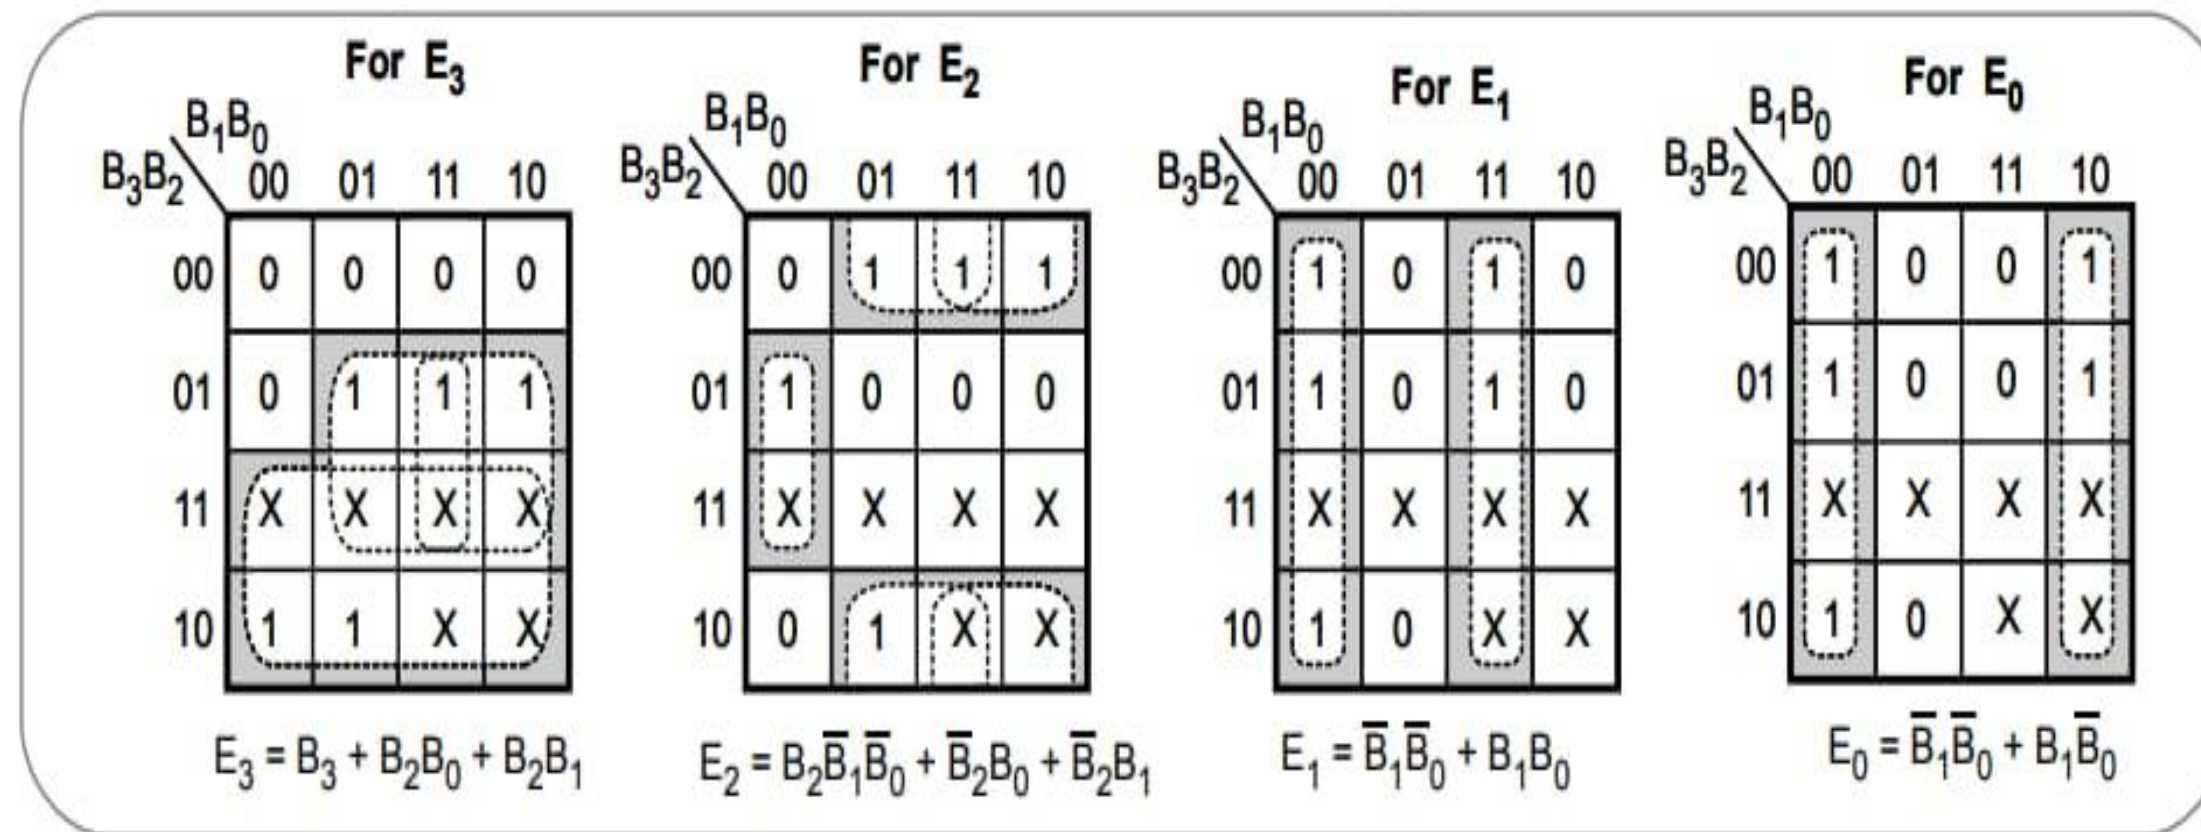 For E₃
B₁B₀
B₃B₂ 00 01 11 10
00 0 0 0 0
01 0 1 1 1
11 X X X X
10 1 1 X X
E₃ = B₃ + B₂B₀ + B₂B₁
For E₂
B₁B₀
B₃B₂ 00 01 11 10
00 0 1 1 1
01 1 0 0 0
11 X X X X
10 0 1 X X
E₂ = B₂B̅₁B̅₀ + B̅₂B₀ + B̅₂B₁
For E₁
B₁B₀
B₃B₂ 00 01 11 10
00 1 0 1 0
01 1 0 1 0
11 X X X X
10 1 0 X X
E₁ = B̅₁B̅₀ + B₁B₀
For E₀
B₁B₀
B₃B₂ 00 01 11 10
00 1 0 0 1
01 1 0 0 1
11 X X X X
10 1 0 X X
E₀ = B̅₁B̅₀ + B₁B̅₀